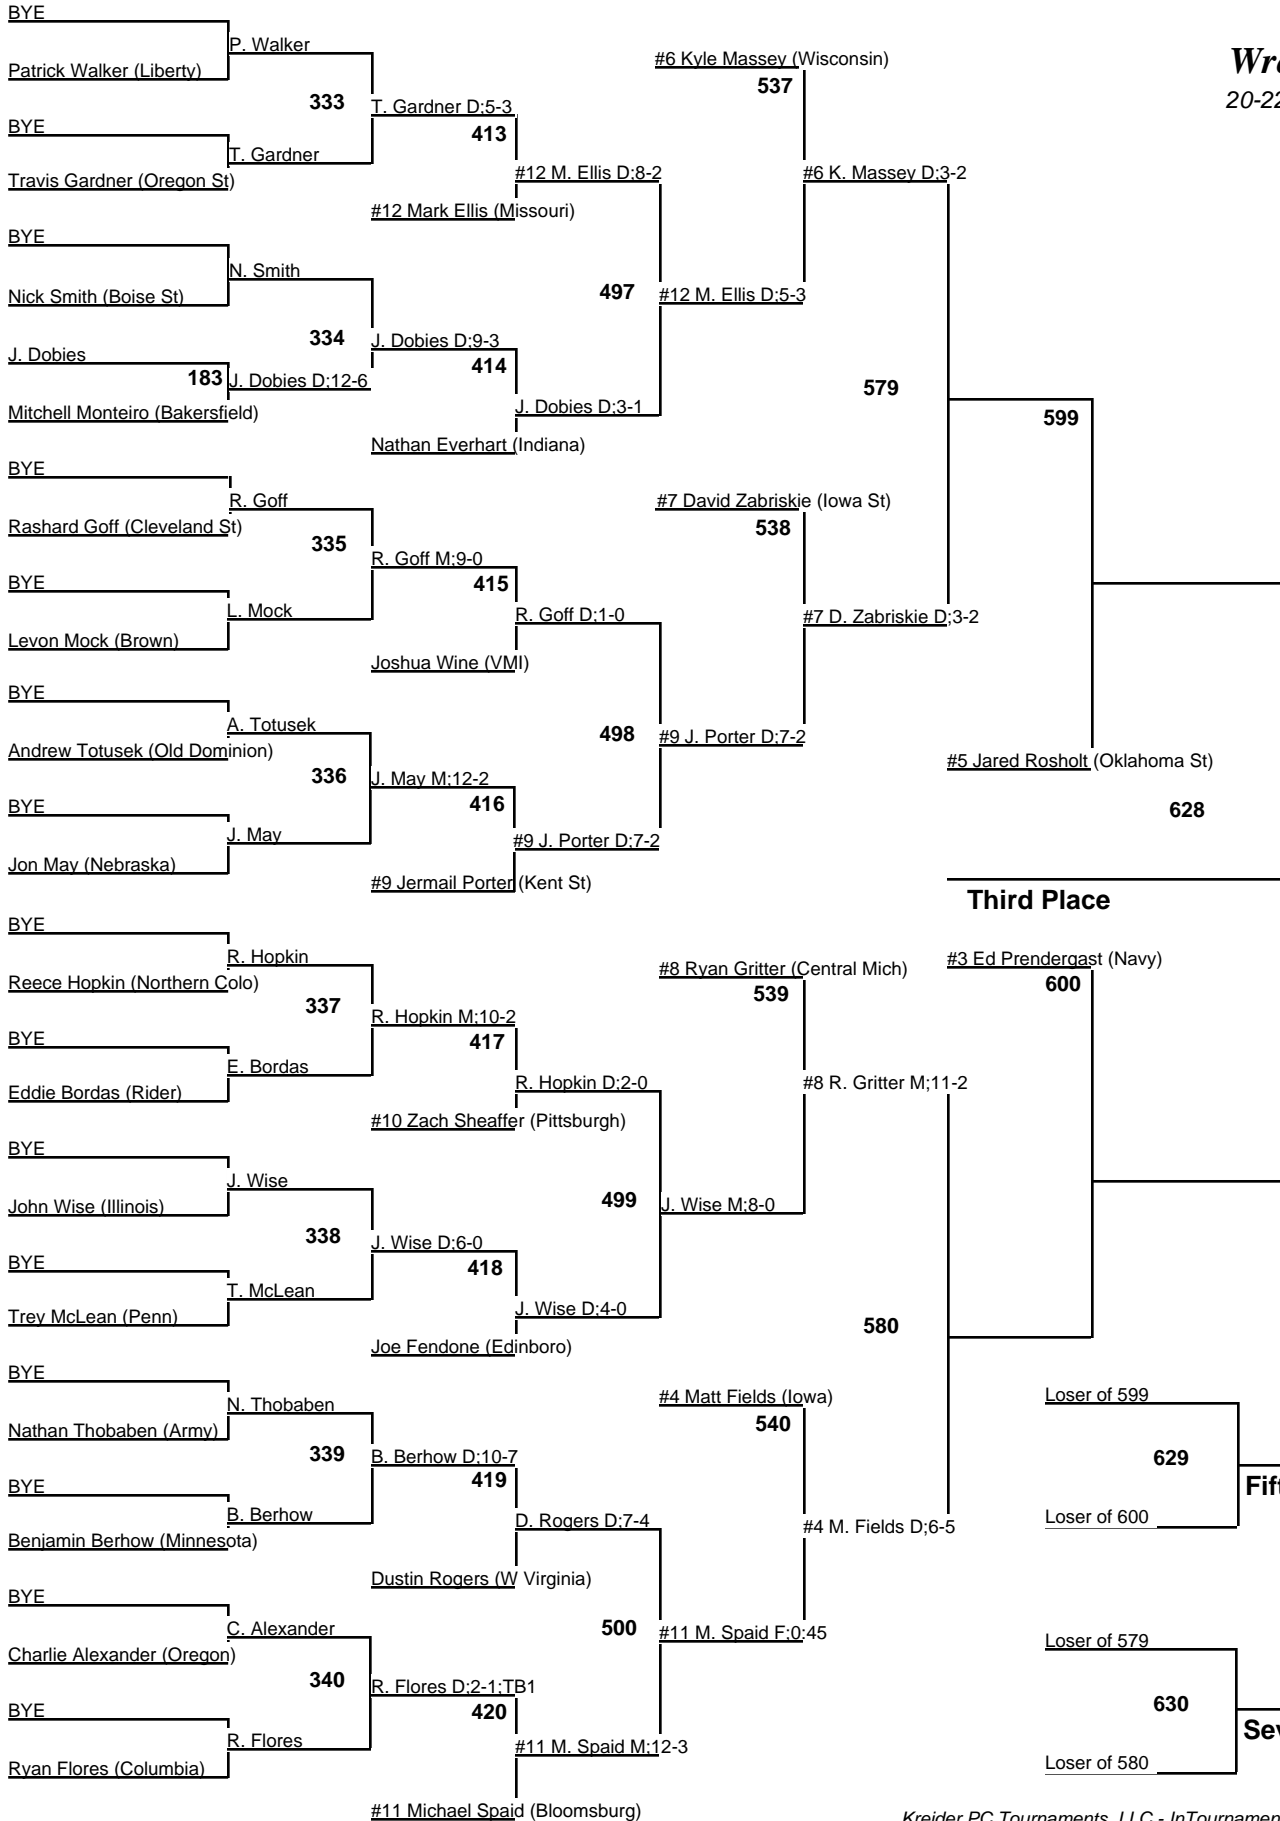 BYE
P. Walker
#6 Kyle Massey (Wisconsin)
Patrick Walker (Liberty)
537
20-22
333
T. Gardner D;5-3
BYE
413
T. Gardner
#12 M. Ellis D;8-2
#6 K. Massey D;3-2
Travis Gardner (Oregon St)
#12 Mark Ellis (Missouri)
BYE
N. Smith
Nick Smith (Boise St)
497
#12 M. Ellis D;5-3
334
J. Dobies D;9-3
J. Dobies
414
183
J. Dobies D;12-6
579
Mitchell Monteiro (Bakersfield)
J. Dobies D;3-1
599
Nathan Everhart (Indiana)
BYE
R. Goff
#7 David Zabriskie (Iowa St)
Rashard Goff (Cleveland St)
538
335
R. Goff M;9-0
BYE
415
L. Mock
R. Goff D;1-0
#7 D. Zabriskie D;3-2
Levon Mock (Brown)
Joshua Wine (VMI)
BYE
A. Totusek
498
#9 J. Porter D;7-2
Andrew Totusek (Old Dominion)
#5 Jared Rosholt (Oklahoma St)
336
J. May M;12-2
BYE
416
628
J. May
#9 J. Porter D;7-2
Jon May (Nebraska)
#9 Jermail Porter (Kent St)
Third Place
BYE
R. Hopkin
#8 Ryan Gritter (Central Mich)
#3 Ed Prendergast (Navy)
Reece Hopkin (Northern Colo)
539
600
337
R. Hopkin M;10-2
BYE
417
E. Bordas
R. Hopkin D;2-0
#8 R. Gritter M;11-2
Eddie Bordas (Rider)
#10 Zach Sheaffer (Pittsburgh)
BYE
J. Wise
499
J. Wise M;8-0
John Wise (Illinois)
338
J. Wise D;6-0
BYE
418
T. McLean
J. Wise D;4-0
Trey McLean (Penn)
580
Joe Fendone (Edinboro)
BYE
N. Thobaben
#4 Matt Fields (Iowa)
Loser of 599
Nathan Thobaben (Army)
540
339
B. Berhow D;10-7
629
BYE
419
B. Berhow
D. Rogers D;7-4
#4 M. Fields D;6-5
Loser of 600
Benjamin Berhow (Minnesota)
Dustin Rogers (W Virginia)
BYE
C. Alexander
500
#11 M. Spaid F;0:45
Loser of 579
Charlie Alexander (Oregon)
340
R. Flores D;2-1;TB1
BYE
420
630
R. Flores
#11 M. Spaid M;12-3
Ryan Flores (Columbia)
Loser of 580
#11 Michael Spaid (Bloomsburg)
Kreider PC Tournaments, LLC - InTournamen